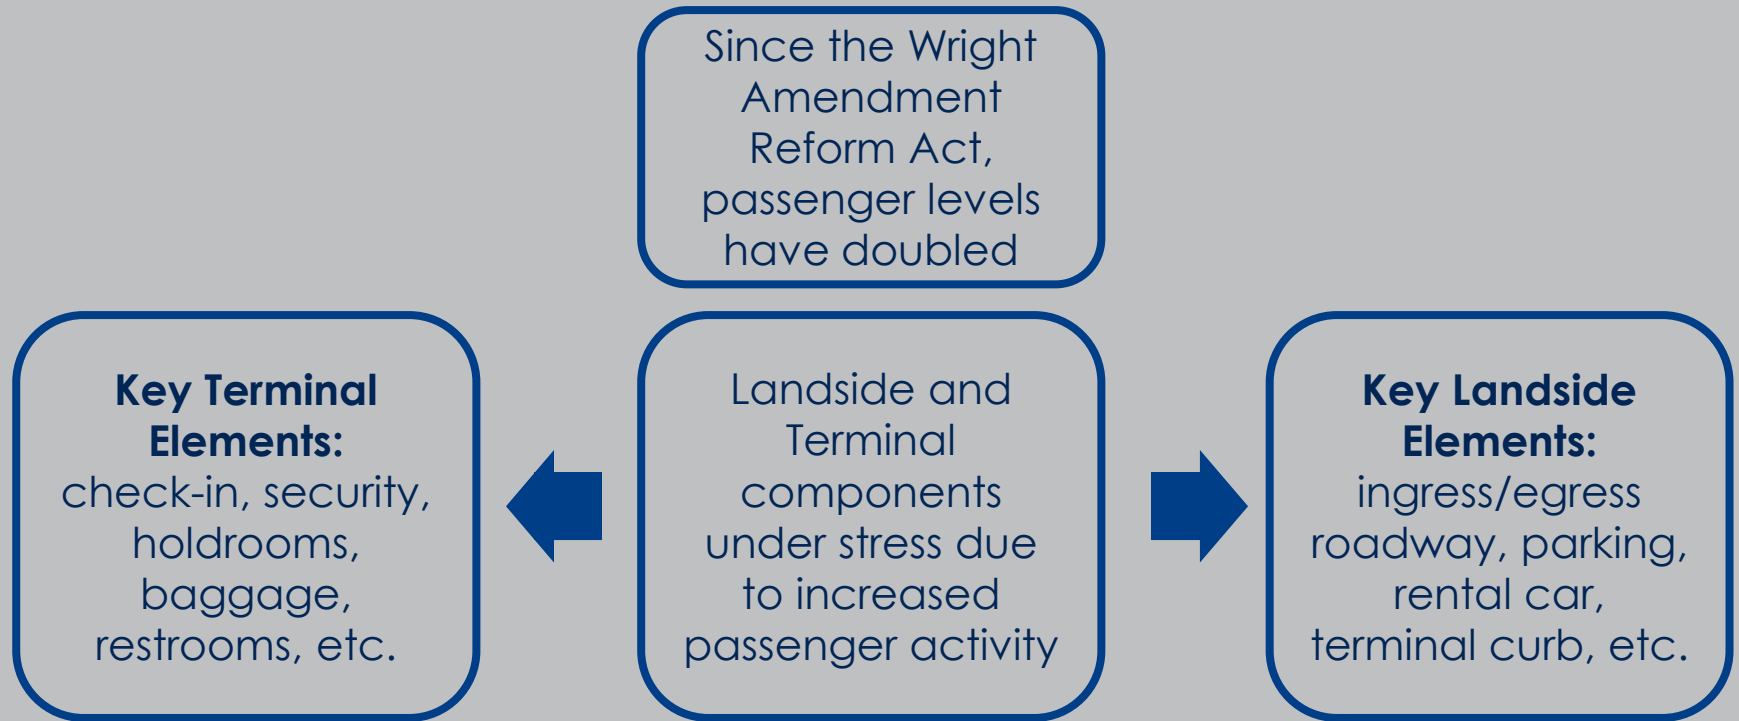 Since the Wright
Amendment
Reform Act,
passenger levels
have doubled
Key Terminal
Elements:
check-in, security,
holdrooms,
baggage,
restrooms, etc.
Landside and
Terminal
components
under stress due
to increased
passenger activity
Key Landside
Elements:
ingress/egress
roadway, parking,
rental car,
terminal curb, etc.